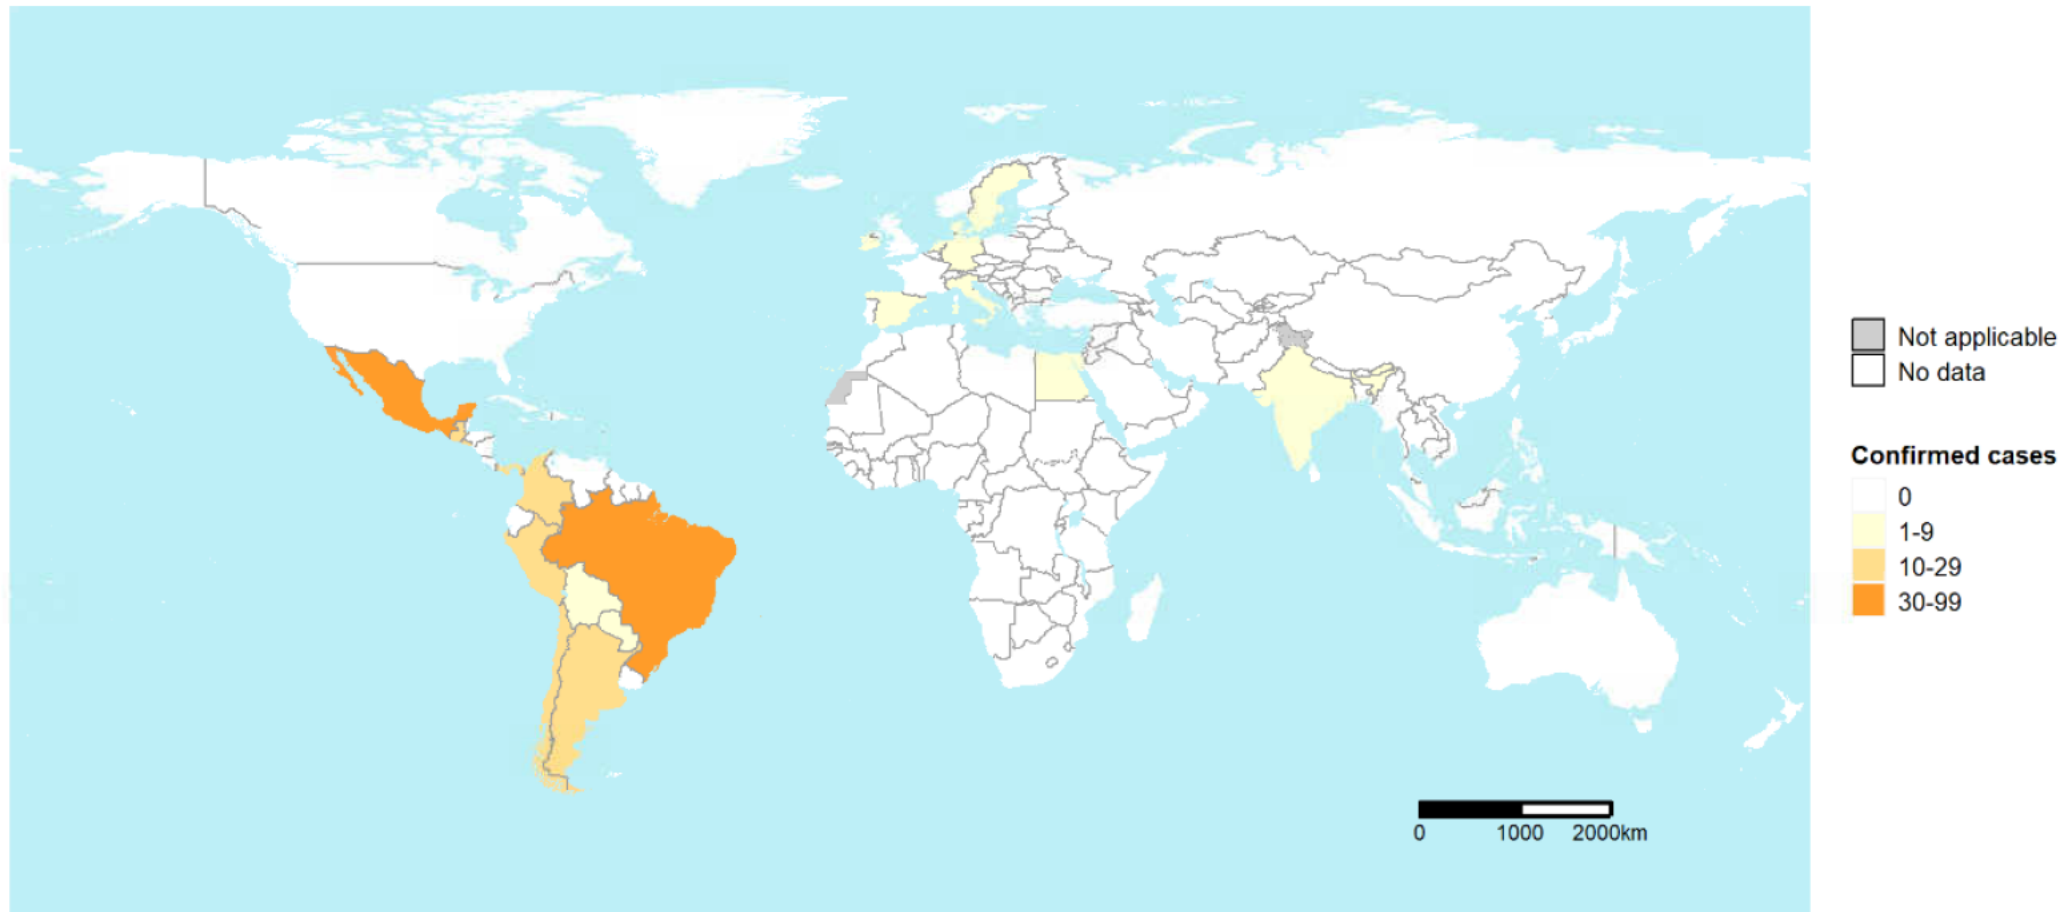 Not applicable
No data
Confirmed cases
0
1-9
10-29
30-99
0 1000 2000km